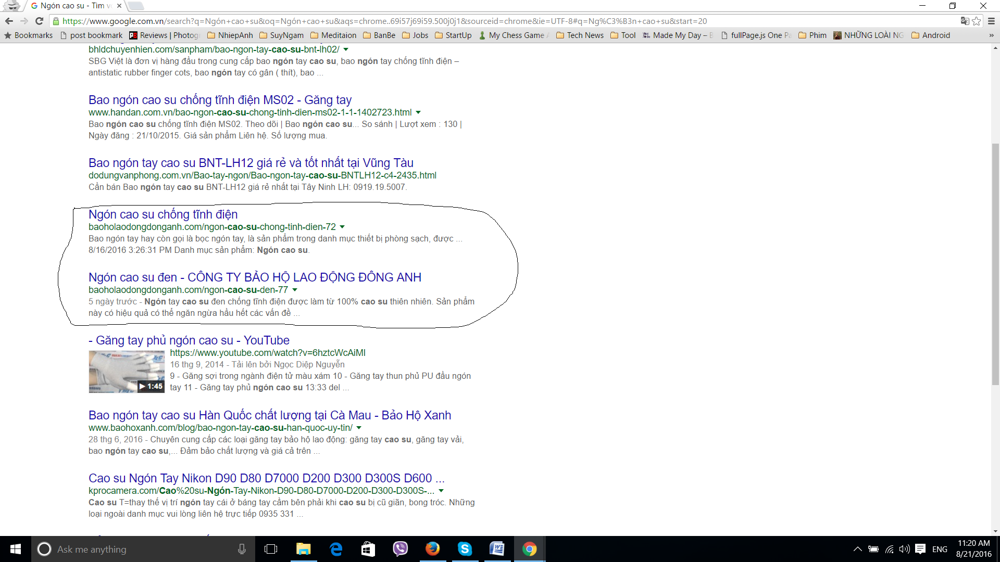 Ngón cao su - Tìm v
https://www.google.com.vn/search?q=Ngón+cao+su&oq=Ngón+cao+su&aqs=chrome..69i57j69i59.500j0j1&sourceid=chrome&ie=UTF-8#q=Ng%C3%B3n+cao+su&start=20
Bookmarks post bookmark Reviews | Photog NhiepAnh SuyNgam Meditaion BanBe Jobs StartUp My Chess Game Tech News Tool Made My Day – fullPage.js One Pa Phim NHỮNG LOÀI NG Android »
bhldchuyenhien.com/sanpham/bao-ngon-tay-cao-su-bnt-lh02/
SBG Việt là đơn vị hàng đầu trong cung cấp bao ngón tay cao su, bao ngón tay chống tĩnh điện –
antistatic rubber finger cots, bao ngón tay có gân ( thít), bao ...
Bao ngón cao su chống tĩnh điện MS02 - Găng tay
www.handan.com.vn/bao-ngon-cao-su-chong-tinh-dien-ms02-1-1-1402723.html
Bao ngón cao su chống tĩnh điện MS02. Theo dõi | Bao ngón cao su... So sánh | Lượt xem : 130 |
Ngày đăng : 21/10/2015. Giá sản phẩm Liên hệ. Số lượng mua.
Bao ngón tay cao su BNT-LH12 giá rẻ và tốt nhất tại Vũng Tàu
dodungvanphong.com.vn/Bao-tay-ngon/Bao-ngon-tay-cao-su-BNTLH12-c4-2435.html
Cần bán Bao ngón tay cao su BNT-LH12 giá rẻ nhất tại Tây Ninh LH: 0919.19.5007.
Ngón cao su chống tĩnh điện
baoholaodongdonganh.com/ngon-cao-su-chong-tinh-dien-72
Bao ngón tay hay còn gọi là bọc ngón tay, là sản phẩm trong danh mục thiết bị phòng sạch, được ...
8/16/2016 3:26:31 PM Danh mục sản phẩm: Ngón cao su.
Ngón cao su đen - CÔNG TY BẢO HỘ LAO ĐỘNG ĐÔNG ANH
baoholaodongdonganh.com/ngon-cao-su-den-77
5 ngày trước - Ngón tay cao su đen chống tĩnh điện được làm từ 100% cao su thiên nhiên. Sản phẩm
này có hiệu quả có thể ngăn ngừa hầu hết các vấn đề ...
- Găng tay phủ ngón cao su - YouTube
https://www.youtube.com/watch?v=6hztcWcAiMI
16 thg 9, 2014 - Tải lên bởi Ngọc Diệp Nguyễn
9 - Găng sợi trong ngành điện tử màu xám 10 - Găng tay thun phủ PU đầu ngón
tay 11 - Găng tay phủ ngón cao su 13:33 del ...
1:45
Bao ngón tay cao su Hàn Quốc chất lượng tại Cà Mau - Bảo Hộ Xanh
www.baohoxanh.com/blog/bao-ngon-tay-cao-su-han-quoc-uy-tin/
28 thg 6, 2016 - Chuyên cung cấp các loại găng tay bảo hộ lao động: găng tay cao su, găng tay vải,
bao ngón tay cao su,... Đảm bảo chất lượng và giá cả trên ...
Cao su Ngón Tay Nikon D90 D80 D7000 D200 D300 D300S D600 ...
kprocamera.com/Cao%20su-Ngón-Tay-Nikon-D90-D80-D7000-D200-D300-D300S-...
Cao su T=thay thế vị trí ngón tay cái ở báng tay cầm bên phải khi cao su bị cũ giãn, bong tróc. Những
loại ngoài danh mục vui lòng liên hệ trực tiếp 0935 331 ...
Ask me anything
ENG
11:20 AM
8/21/2016